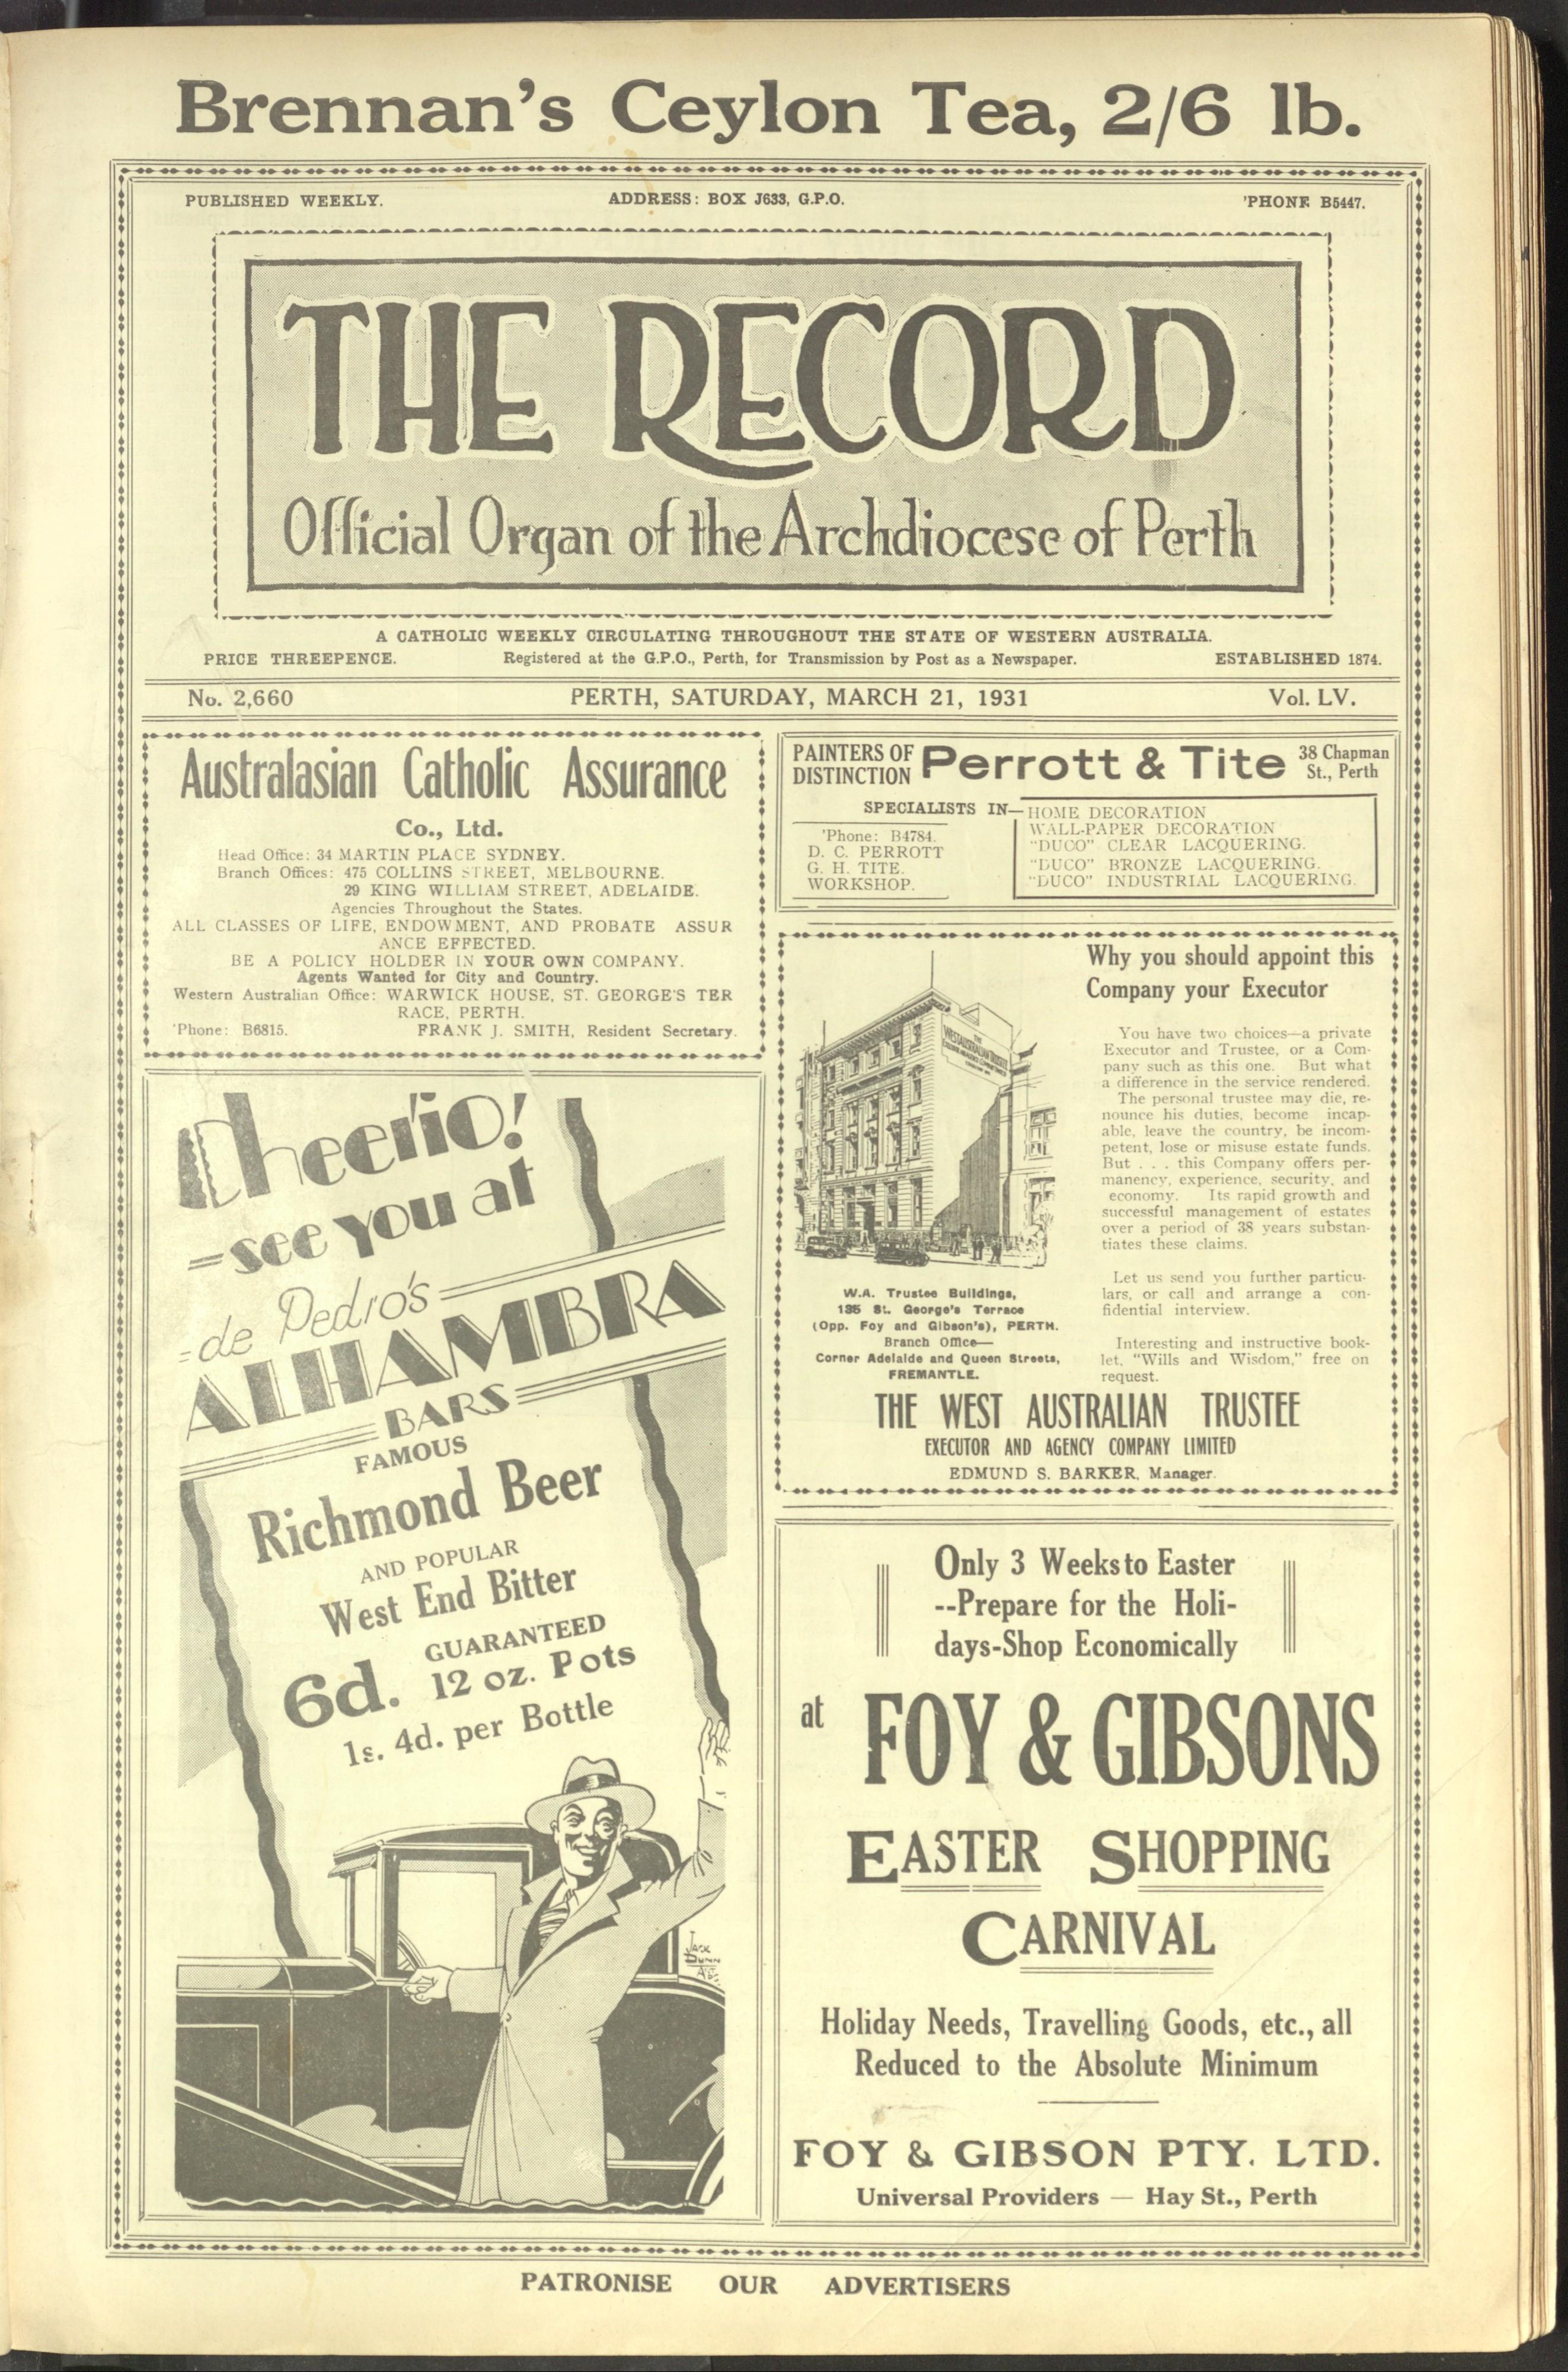 Brennan's Ceylon Tea, 2/6 lb.
PUBLISHED WEEKLY. ADDRESS: BOX J633, G.P.O. 'PHONE B5447.
THE RECORD
Official Organ of the Archdiocese of Perth
A CATHOLIC WEEKLY CIRCULATING THROUGHOUT THE STATE OF WESTERN AUSTRALIA.
PRICE THREEPENCE. Registered at the G.P.O., Perth, for Transmission by Post as a Newspaper. ESTABLISHED 1874.
No. 2,660 PERTH, SATURDAY, MARCH 21, 1931 Vol. LV.
Australasian Catholic Assurance
Co., Ltd.
Head Office: 34 MARTIN PLACE SYDNEY.
Branch Offices: 475 COLLINS STREET, MELBOURNE.
29 KING WILLIAM STREET, ADELAIDE.
Agencies Throughout the States.
ALL CLASSES OF LIFE, ENDOWMENT, AND PROBATE ASSUR
ANCE EFFECTED.
BE A POLICY HOLDER IN YOUR OWN COMPANY.
Agents Wanted for City and Country.
Western Australian Office: WARWICK HOUSE, ST. GEORGE'S TER
RACE, PERTH.
'Phone: B6815. FRANK J. SMITH, Resident Secretary.
Cheerio!
=see you at
=de Pedro's
ALHAMBRA
BARS
FAMOUS
Richmond Beer
AND POPULAR
West End Bitter
GUARANTEED
6d. 12 oz. Pots
1s. 4d. per Bottle
JACK
DUNN
PAINTERS OF
DISTINCTION
Perrott & Tite
38 Chapman
St., Perth
SPECIALISTS IN—
HOME DECORATION
WALL-PAPER DECORATION
"DUCO" CLEAR LACQUERING.
"DUCO" BRONZE LACQUERING.
"DUCO" INDUSTRIAL LACQUERING.
'Phone: B4784.
D. C. PERROTT
G. H. TITE.
WORKSHOP.
THE
WEST AUSTRALIAN TRUSTEE
W.A. Trustee Buildings,
135 St. George's Terrace
(Opp. Foy and Gibson's), PERTH.
Branch Office—
Corner Adelaide and Queen Streets,
FREMANTLE.
Why you should appoint this
Company your Executor
You have two choices—a private
Executor and Trustee, or a Com-
pany such as this one. But what
a difference in the service rendered.
The personal trustee may die, re-
nounce his duties, become incap-
able, leave the country, be incom-
petent, lose or misuse estate funds.
But . . . this Company offers per-
manency, experience, security, and
economy. Its rapid growth and
successful management of estates
over a period of 38 years substan-
tiates these claims.
Let us send you further particu-
lars, or call and arrange a con-
fidential interview.
Interesting and instructive book-
let, "Wills and Wisdom," free on
request.
THE WEST AUSTRALIAN TRUSTEE
EXECUTOR AND AGENCY COMPANY LIMITED
EDMUND S. BARKER, Manager.
Only 3 Weeks to Easter
--Prepare for the Holi-
days-Shop Economically
at FOY & GIBSONS
EASTER SHOPPING
CARNIVAL
Holiday Needs, Travelling Goods, etc., all
Reduced to the Absolute Minimum
FOY & GIBSON PTY. LTD.
Universal Providers — Hay St., Perth
PATRONISE OUR ADVERTISERS